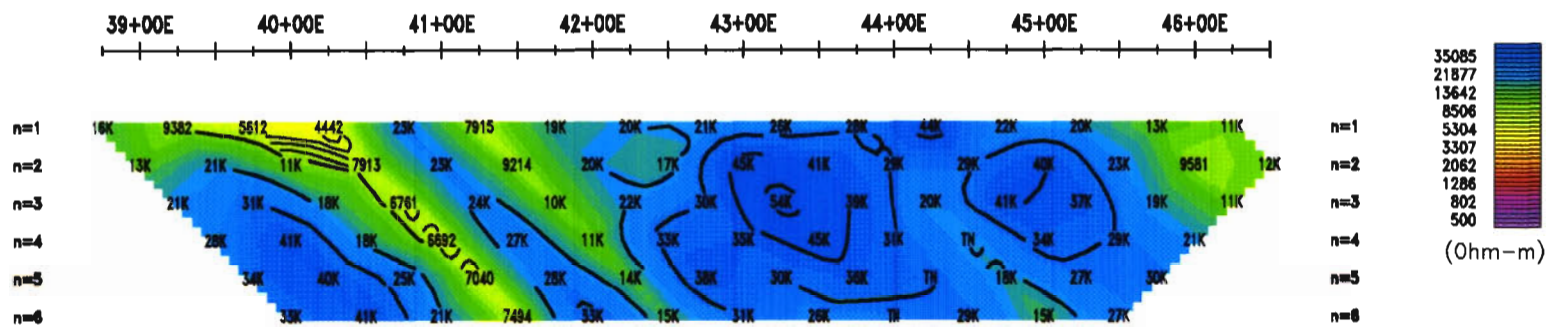 39+00E 40+00E 41+00E 42+00E 43+00E 44+00E 45+00E 46+00E
35085
21877
13642
8506
5304
3307
2062
1286
802
500
(Ohm-m)
n=1 16K 9382 5612 4442 23K 7915 19K 20K 21K 26K 28K 44K 22K 20K 13K 11K n=1
n=2 13K 21K 11K 7913 23K 9214 20K 17K 45K 41K 29K 29K 40K 23K 9581 12K n=2
n=3 21K 31K 18K 6761 24K 10K 22K 30K 54K 39K 20K 41K 37K 19K 11K n=3
n=4 28K 41K 18K 6692 27K 11K 33K 35K 45K 31K TN 34K 29K 21K n=4
n=5 34K 40K 25K 7040 28K 14K 38K 30K 36K TN 18K 27K 30K n=5
n=6 35K 41K 21K 7494 33K 15K 31K 26K TN 29K 15K 27K n=6